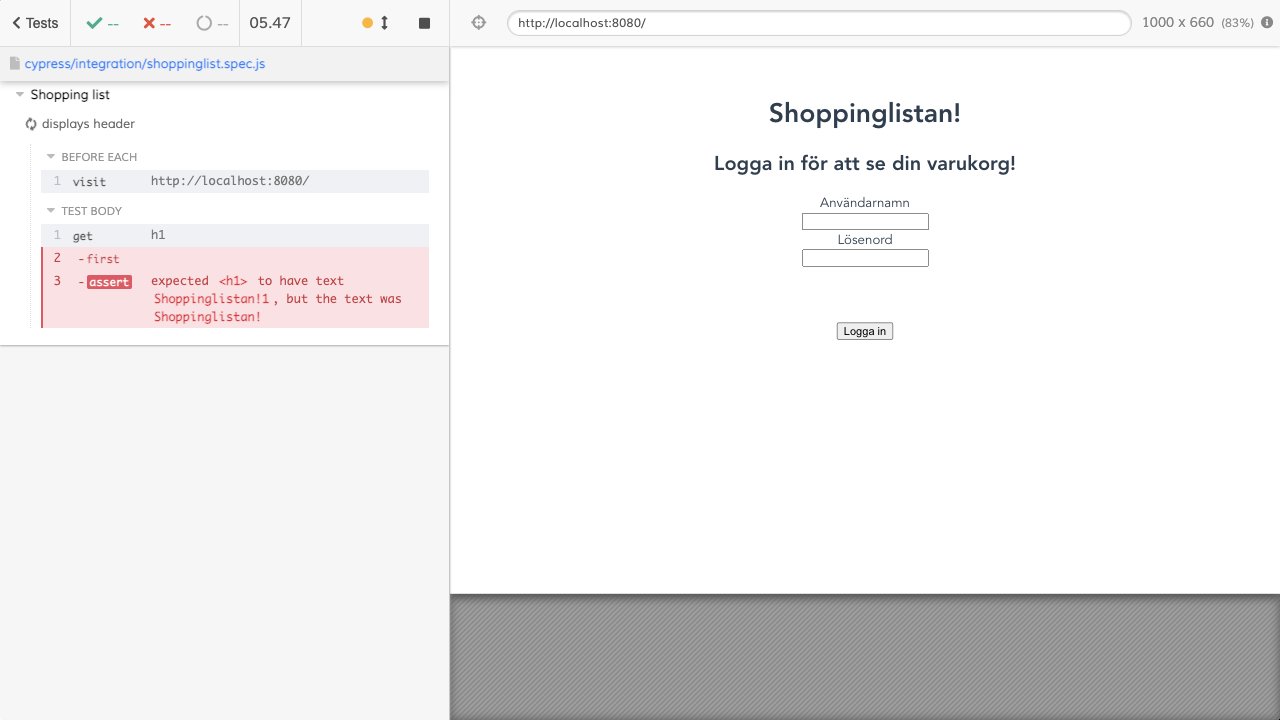 Tests
--
--
--
05.47
http://localhost:8080/
1000 x 660 (83%)
cypress/integration/shoppinglist.spec.js
Shopping list
displays header
BEFORE EACH
1 visit http://localhost:8080/
TEST BODY
1 get h1
2 -first
3 -assert expected <h1> to have text
Shoppinglistan!1, but the text was
Shoppinglistan!
Shoppinglistan!
Logga in för att se din varukorg!
Användarnamn
Lösenord
Logga in